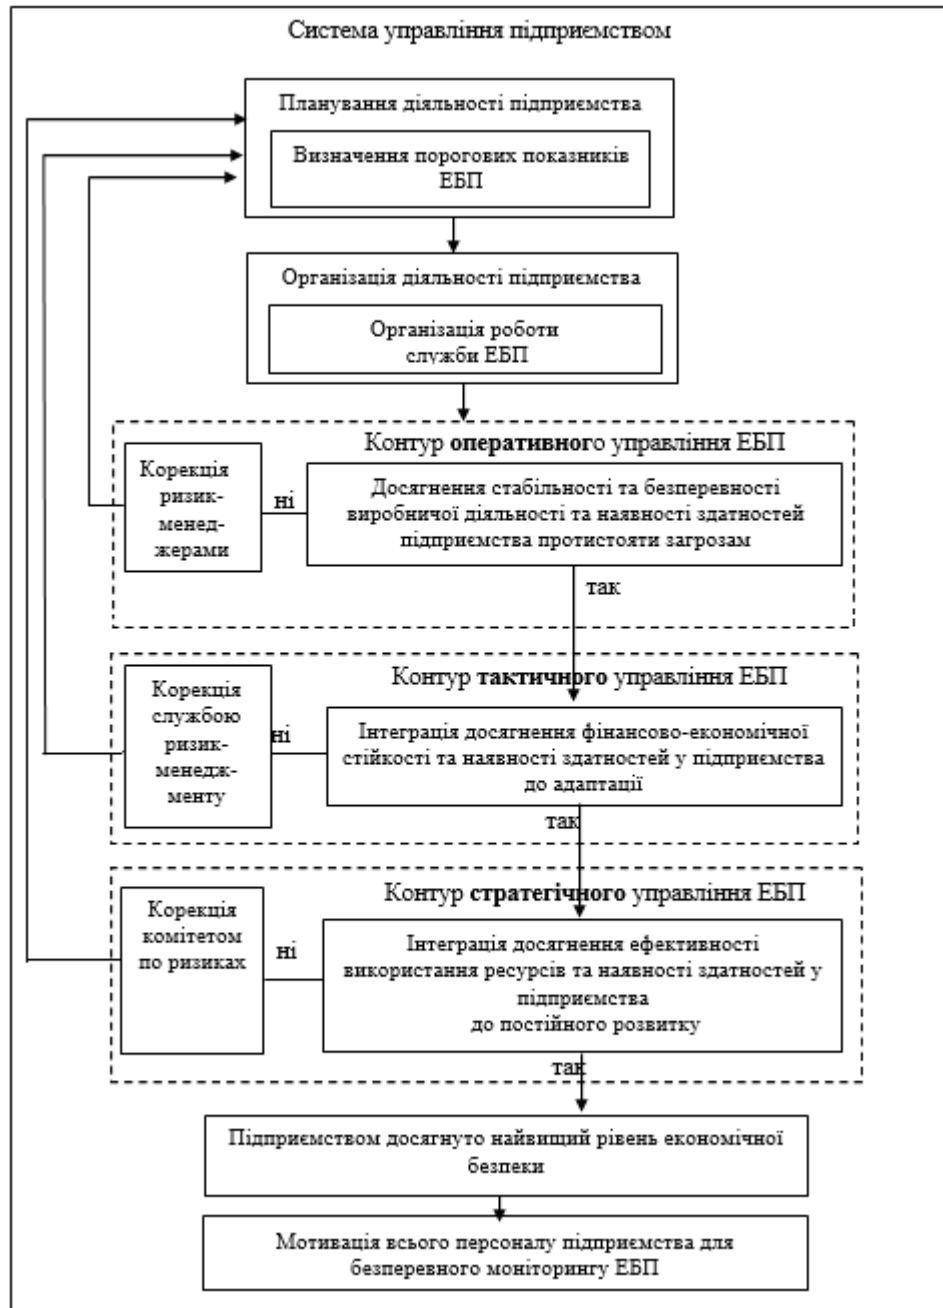 Система управління підприємством
Планування діяльності підприємства
Визначення порогових показників
ЕБП
Організація діяльності підприємства
Організація роботи
служби ЕБП
Контур оперативного управління ЕБП
Корекція
ризик-
менед-
жерами
ні
Досягнення стабільності та безперевності
виробничої діяльності та наявності здатностей
підприємства протистояти загрозам
так
Контур тактичного управління ЕБП
Корекція
службою
ризик-
менедж-
менту
ні
Інтеграція досягнення фінансово-економічної
стійкості та наявності здатностей у підприємства
до адаптації
так
Контур стратегічного управління ЕБП
Корекція
комітетом
по ризиках
ні
Інтеграція досягнення ефективності
використання ресурсів та наявності здатностей у
підприємства
до постійного розвитку
так
Підприємством досягнуто найвищий рівень економічної
безпеки
Мотивація всього персоналу підприємства для
безперевного моніторингу ЕБП